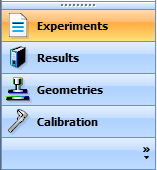 Experiments
Results
Geometries
Calibration